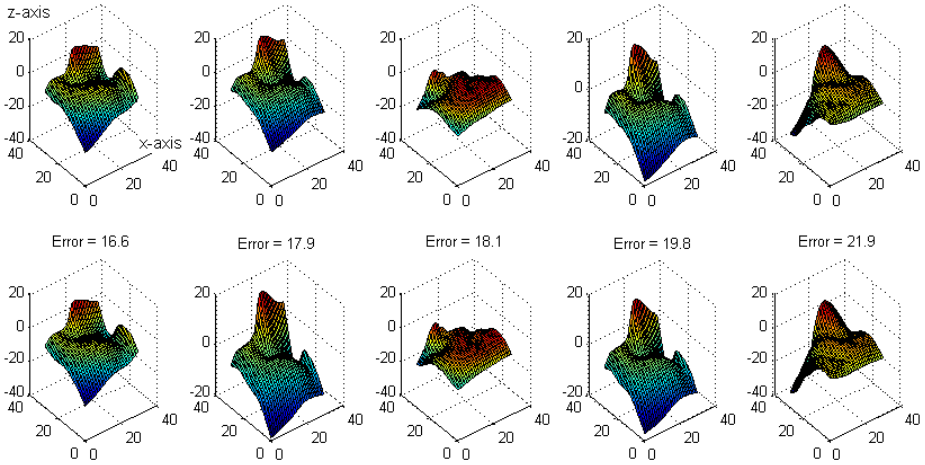 z-axis
20 20 20 20 20
0 0 0 0 0
-20 -20 -20 -20 -20
-40 -40 -40 -40
x-axis
40 40 40 40 40 40 40 40 40 40
20 20 20 20 20 20 20 20 20 20
0 0 0 0 0 0 0 0 0 0
Error = 16.6 Error = 17.9 Error = 18.1 Error = 19.8 Error = 21.9
20 20 20 20 20
0 0 0 0 0
-20 -20 -20 -20 -20
-40 -40 -40
40 40 40 40 40 40 40 40 40 40
20 20 20 20 20 20 20 20 20 20
0 0 0 0 0 0 0 0 0 0